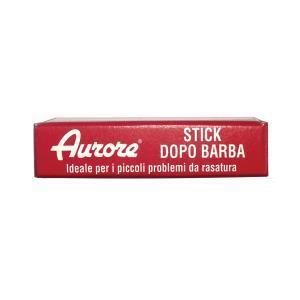 Aurore®
STICK
DOPO BARBA
Ideale per i piccoli problemi da rasatura